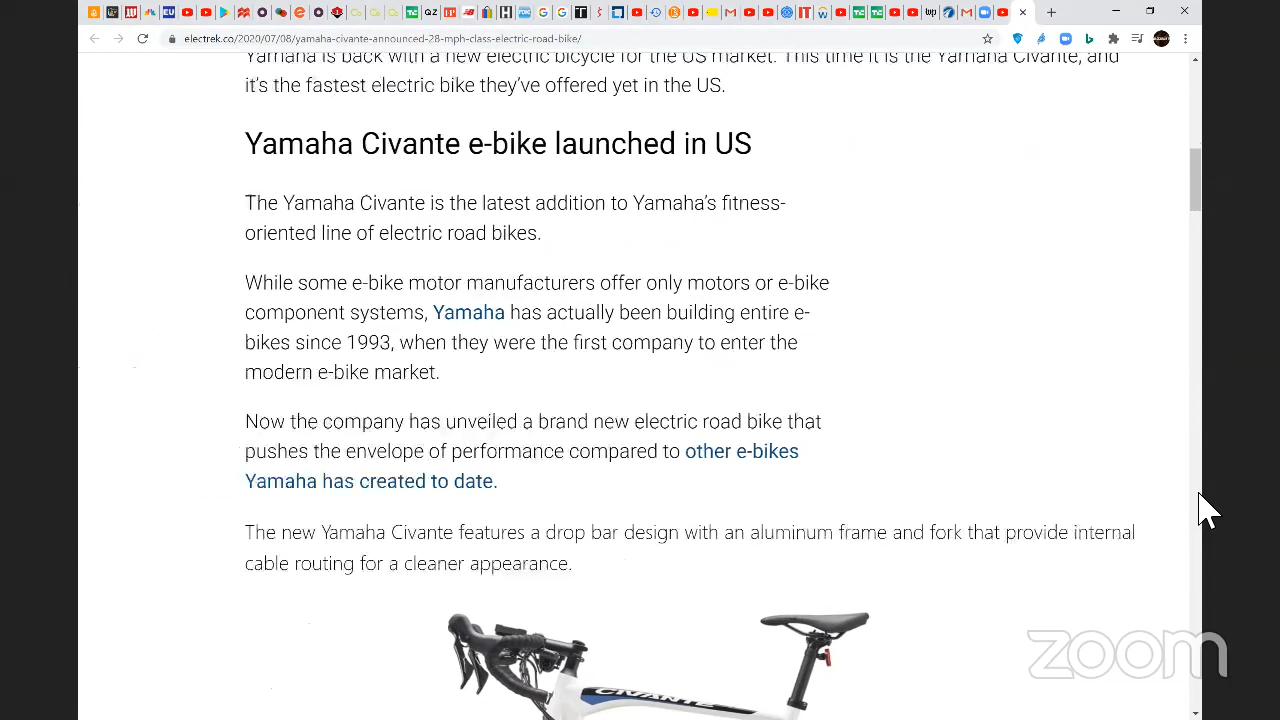 electrek.co/2020/07/08/yamaha-civante-announced-28-mph-class-electric-road-bike/
Yamaha is back with a new electric bicycle for the US market. This time it is the Yamaha Civante, and
it's the fastest electric bike they've offered yet in the US.
Yamaha Civante e-bike launched in US
The Yamaha Civante is the latest addition to Yamaha's fitness-
oriented line of electric road bikes.
While some e-bike motor manufacturers offer only motors or e-bike
component systems, Yamaha has actually been building entire e-
bikes since 1993, when they were the first company to enter the
modern e-bike market.
Now the company has unveiled a brand new electric road bike that
pushes the envelope of performance compared to other e-bikes
Yamaha has created to date.
The new Yamaha Civante features a drop bar design with an aluminum frame and fork that provide internal
cable routing for a cleaner appearance.
CIVANTE
zoom